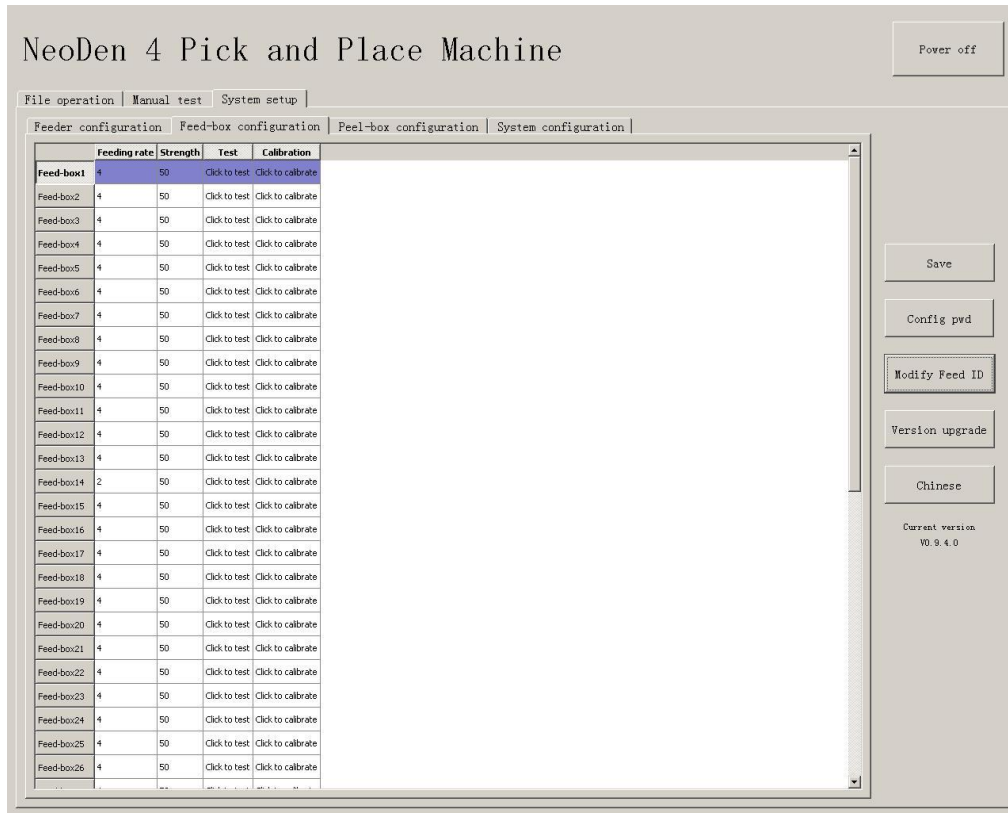 NeoDen 4 Pick and Place Machine
Power off
File operation Manual test System setup
Feeder configuration Feed-box configuration Peel-box configuration System configuration
Feeding rate Strength Test Calibration
Feed-box1 4 50 Click to test Click to calibrate
Feed-box2 4 50 Click to test Click to calibrate
Feed-box3 4 50 Click to test Click to calibrate
Feed-box4 4 50 Click to test Click to calibrate
Feed-box5 4 50 Click to test Click to calibrate
Feed-box6 4 50 Click to test Click to calibrate
Feed-box7 4 50 Click to test Click to calibrate
Feed-box8 4 50 Click to test Click to calibrate
Feed-box9 4 50 Click to test Click to calibrate
Feed-box10 4 50 Click to test Click to calibrate
Feed-box11 4 50 Click to test Click to calibrate
Feed-box12 4 50 Click to test Click to calibrate
Feed-box13 4 50 Click to test Click to calibrate
Feed-box14 2 50 Click to test Click to calibrate
Feed-box15 4 50 Click to test Click to calibrate
Feed-box16 4 50 Click to test Click to calibrate
Feed-box17 4 50 Click to test Click to calibrate
Feed-box18 4 50 Click to test Click to calibrate
Feed-box19 4 50 Click to test Click to calibrate
Feed-box20 4 50 Click to test Click to calibrate
Feed-box21 4 50 Click to test Click to calibrate
Feed-box22 4 50 Click to test Click to calibrate
Feed-box23 4 50 Click to test Click to calibrate
Feed-box24 4 50 Click to test Click to calibrate
Feed-box25 4 50 Click to test Click to calibrate
Feed-box26 4 50 Click to test Click to calibrate
Save
Config pwd
Modify Feed ID
Version upgrade
Chinese
Current version
V0.9.4.0